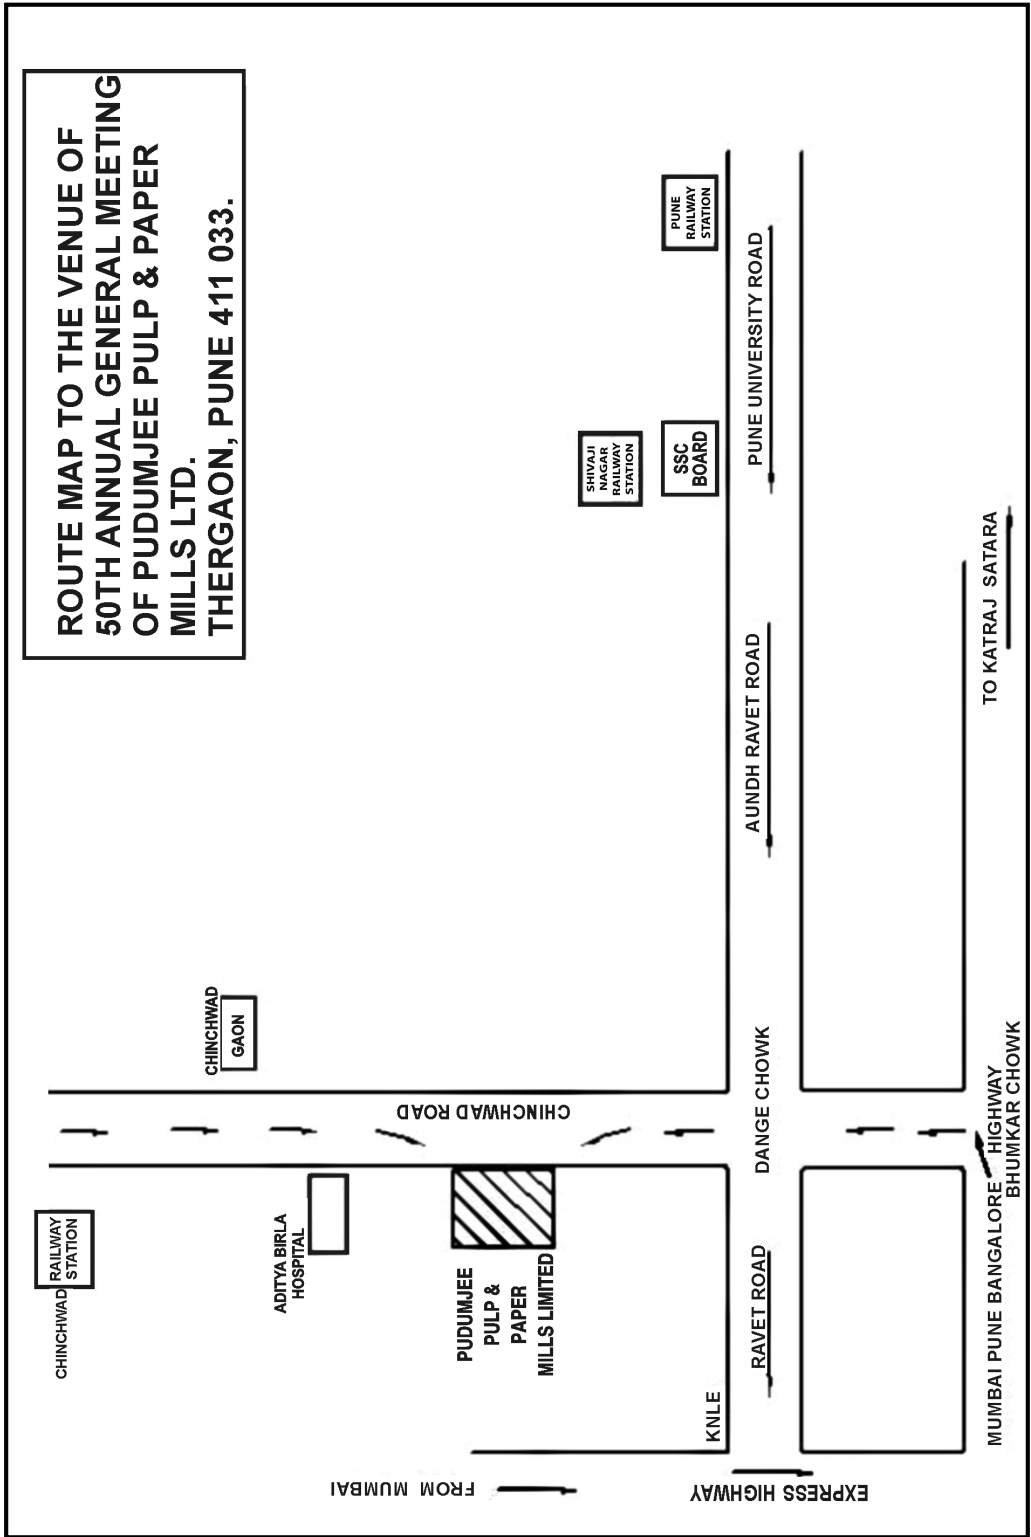 ROUTE MAP TO THE VENUE OF
50TH ANNUAL GENERAL MEETING
OF PUDUMJEE PULP & PAPER
MILLS LTD.
THERGAON, PUNE 411 033.
CHINCHWAD
RAILWAY
STATION
CHINCHWAD
GAON
ADITYA BIRLA
HOSPITAL
CHINCHWAD ROAD
PUDUMJEE
PULP &
PAPER
MILLS LIMITED
SHIVAJI
NAGAR
RAILWAY
STATION
SSC
BOARD
PUNE
RAILWAY
STATION
KNLE
RAVET ROAD
DANGE CHOWK
AUNDH RAVET ROAD
PUNE UNIVERSITY ROAD
FROM MUMBAI
EXPRESS HIGHWAY
MUMBAI PUNE BANGALORE HIGHWAY
BHUMKAR CHOWK
TO KATRAJ SATARA